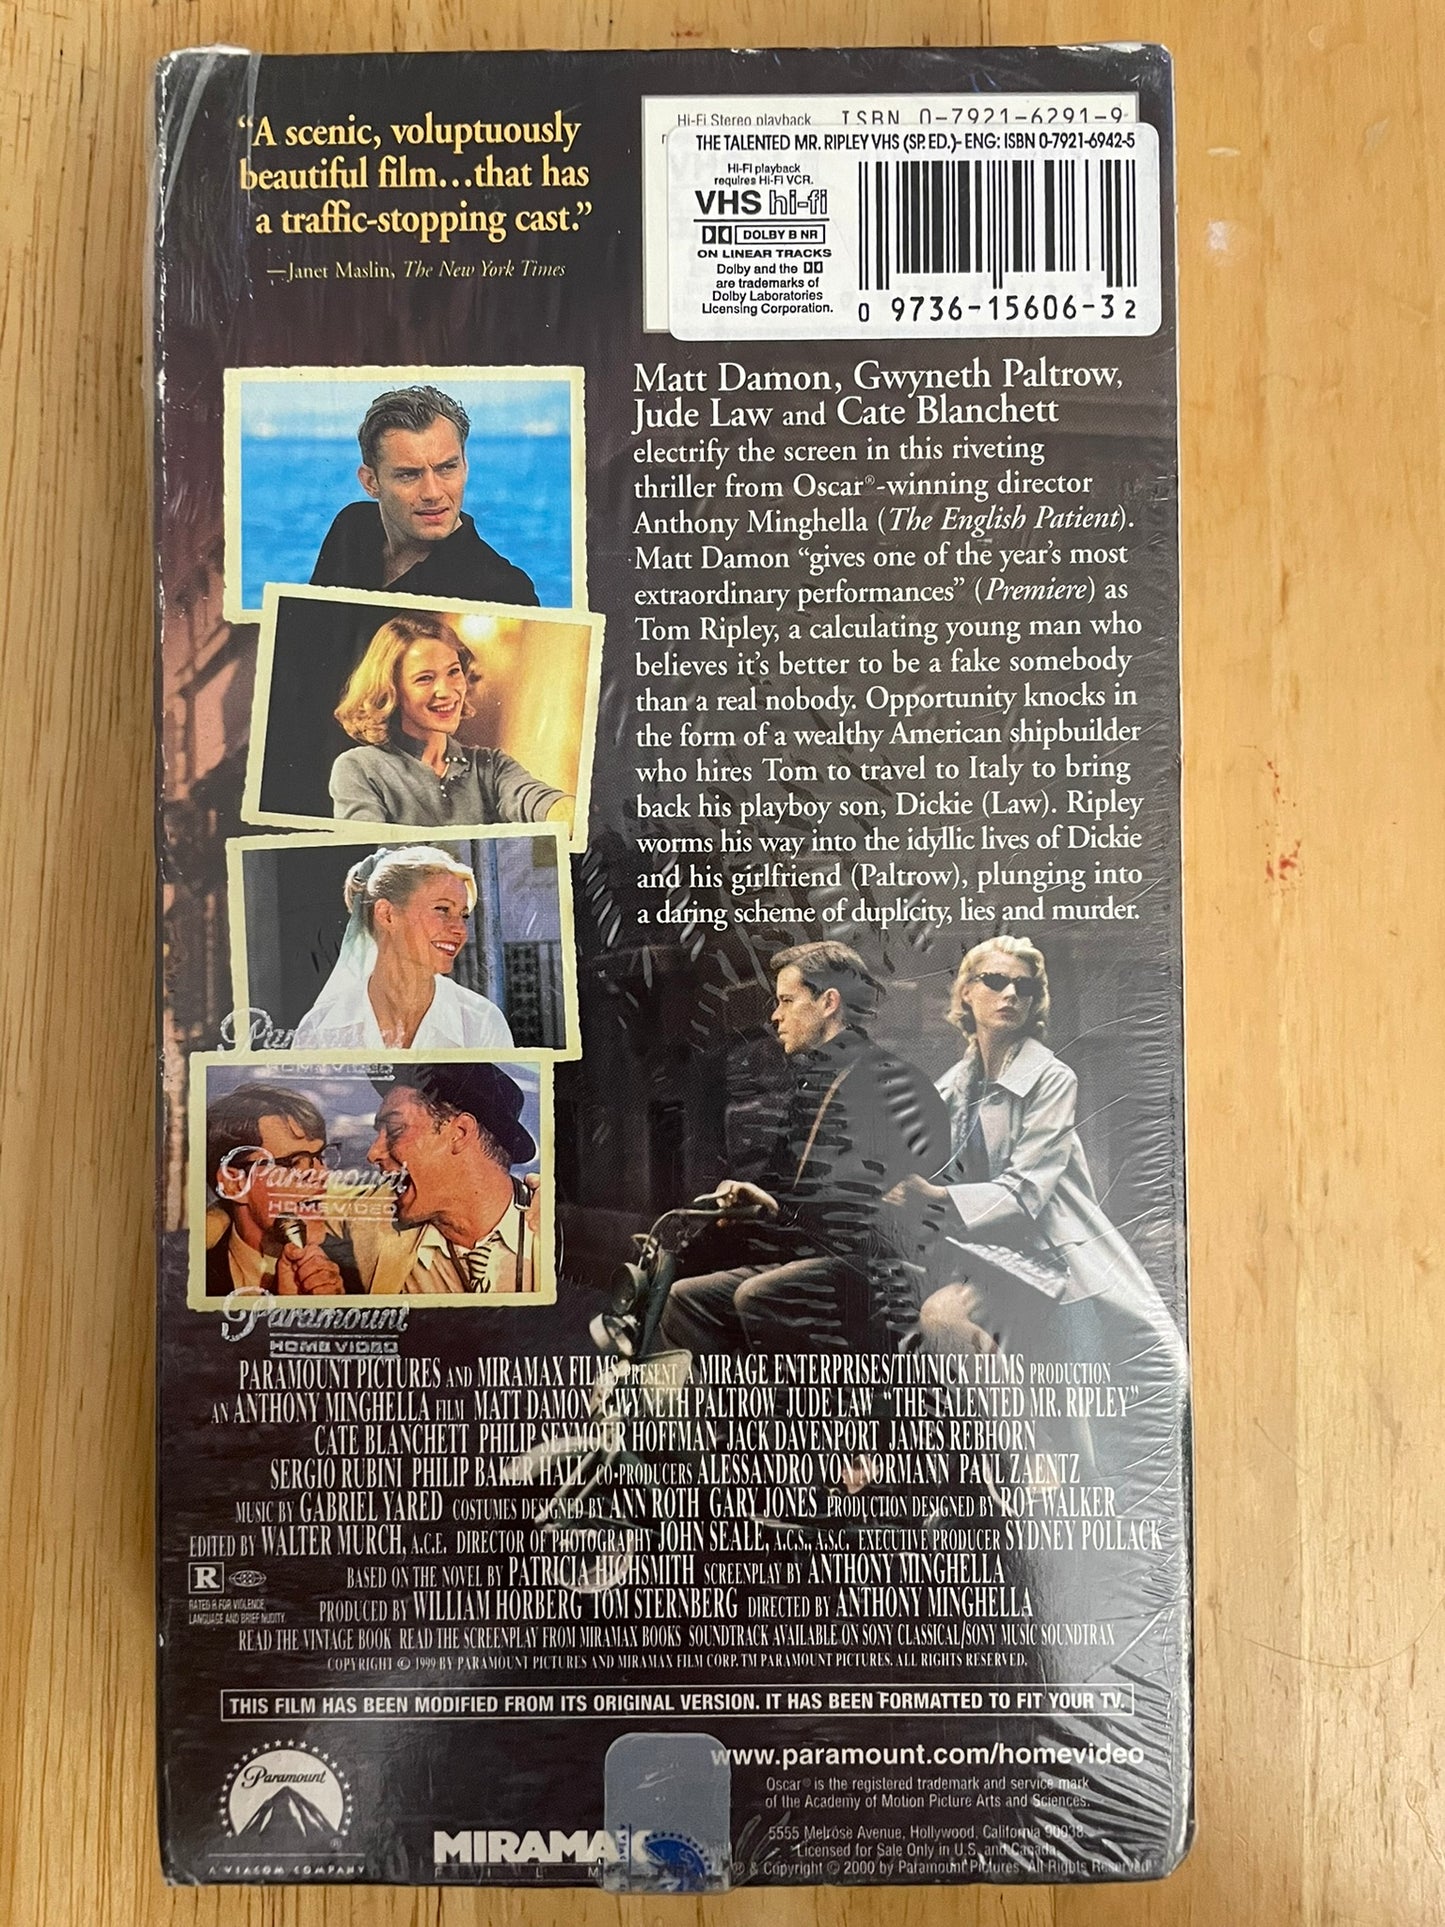 “A scenic, voluptuously
beautiful film...that has
a traffic-stopping cast.”
—Janet Maslin, The New York Times
Hi-Fi Stereo playback
ISBN 0-7921-6291-9
THE TALENTED MR. RIPLEY VHS (SP. ED.)- ENG: ISBN 0-7921-6942-5
Hi-Fi playback
requires Hi-Fi VCR.
VHS hi-fi
DOLBY B NR
ON LINEAR TRACKS
Dolby and the
are trademarks of
Dolby Laboratories
Licensing Corporation.
0 9736-15606-3 2
Matt Damon, Gwyneth Paltrow,
Jude Law and Cate Blanchett
electrify the screen in this riveting
thriller from Oscar®-winning director
Anthony Minghella (The English Patient).
Matt Damon “gives one of the year's most
extraordinary performances” (Premiere) as
Tom Ripley, a calculating young man who
believes it's better to be a fake somebody
than a real nobody. Opportunity knocks in
the form of a wealthy American shipbuilder
who hires Tom to travel to Italy to bring
back his playboy son, Dickie (Law). Ripley
worms his way into the idyllic lives of Dickie
and his girlfriend (Paltrow), plunging into
a daring scheme of duplicity, lies and murder.
Paramount
HOME VIDEO
Paramount
HOME VIDEO
Paramount
HOME VIDEO
PARAMOUNT PICTURES AND MIRAMAX FILMS PRESENT A MIRAGE ENTERPRISES/TIMNICK FILMS PRODUCTION
AN ANTHONY MINGHELLA FILM MATT DAMON GWYNETH PALTROW JUDE LAW “THE TALENTED MR. RIPLEY”
CATE BLANCHETT PHILIP SEYMOUR HOFFMAN JACK DAVENPORT JAMES REBHORN
SERGIO RUBINI PHILIP BAKER HALL CO-PRODUCERS ALESSANDRO VON NORMANN PAUL ZAENTZ
MUSIC BY GABRIEL YARED COSTUMES DESIGNED BY ANN ROTH GARY JONES PRODUCTION DESIGNED BY ROY WALKER
EDITED BY WALTER MURCH, A.C.E. DIRECTOR OF PHOTOGRAPHY JOHN SEALE, A.C.S., A.S.C. EXECUTIVE PRODUCER SYDNEY POLLACK
BASED ON THE NOVEL BY PATRICIA HIGHSMITH SCREENPLAY BY ANTHONY MINGHELLA
R
RATED R FOR VIOLENCE,
LANGUAGE AND BRIEF NUDITY.
PRODUCED BY WILLIAM HORBERG TOM STERNBERG DIRECTED BY ANTHONY MINGHELLA
READ THE VINTAGE BOOK READ THE SCREENPLAY FROM MIRAMAX BOOKS SOUNDTRACK AVAILABLE ON SONY CLASSICAL/SONY MUSIC SOUNDTRAX
COPYRIGHT © 1999 BY PARAMOUNT PICTURES AND MIRAMAX FILM CORP. TM PARAMOUNT PICTURES. ALL RIGHTS RESERVED.
THIS FILM HAS BEEN MODIFIED FROM ITS ORIGINAL VERSION. IT HAS BEEN FORMATTED TO FIT YOUR TV.
Paramount
A VIACOM COMPANY
MIRAMAX
FILM
www.paramount.com/homevideo
Oscar® is the registered trademark and service mark
of the Academy of Motion Picture Arts and Sciences.
5555 Melrose Avenue, Hollywood, California 90038.
Licensed for Sale Only in U.S. and Canada.
® & Copyright © 2000 by Paramount Pictures. All Rights Reserved.